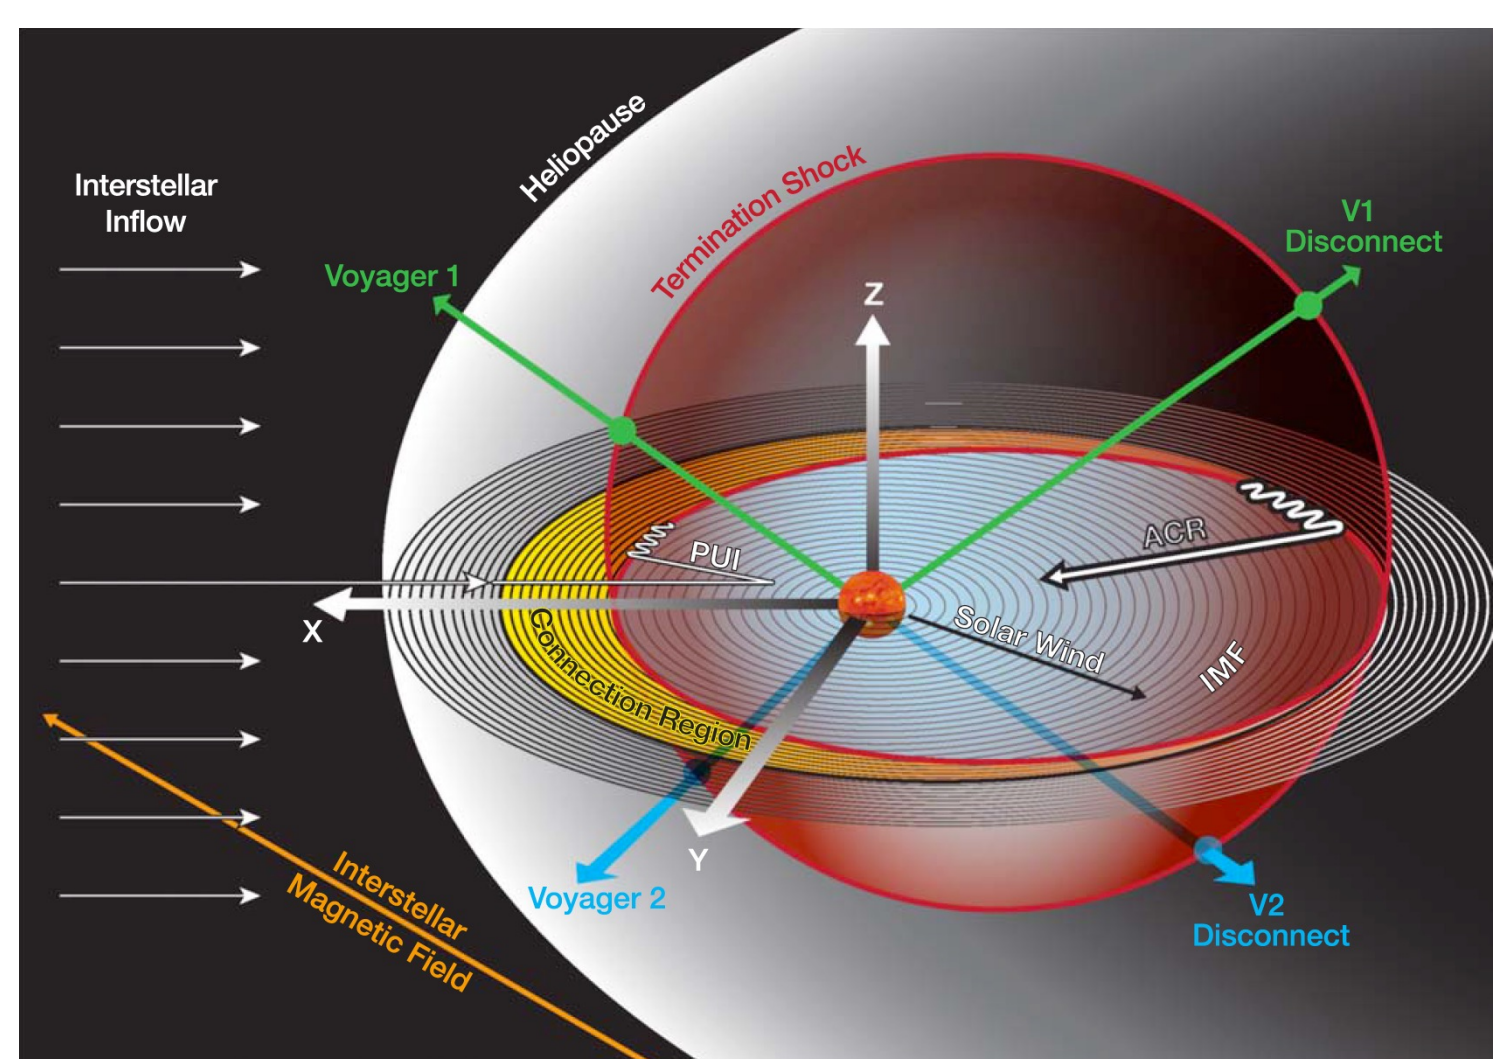 Heliopause
Interstellar
Inflow
Termination Shock
V1
Disconnect
Voyager 1
Z
ACR
PUI
X
Solar Wind
IMF
Connection Region
Y
Interstellar
Magnetic Field
Voyager 2
V2
Disconnect